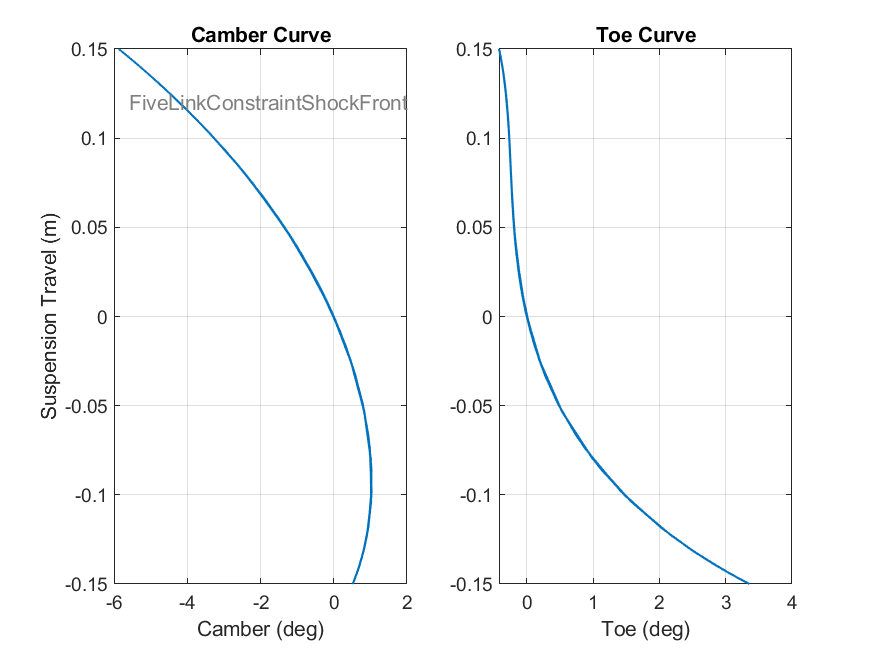 Camber Curve
0.15
FiveLinkConstraintShockFront
0.1
0.05
0
-0.05
-0.1
-0.15
Suspension Travel (m)
-6 -4 -2 0 2
Camber (deg)
Toe Curve
0.15
0.1
0.05
0
-0.05
-0.1
-0.15
0 1 2 3 4
Toe (deg)